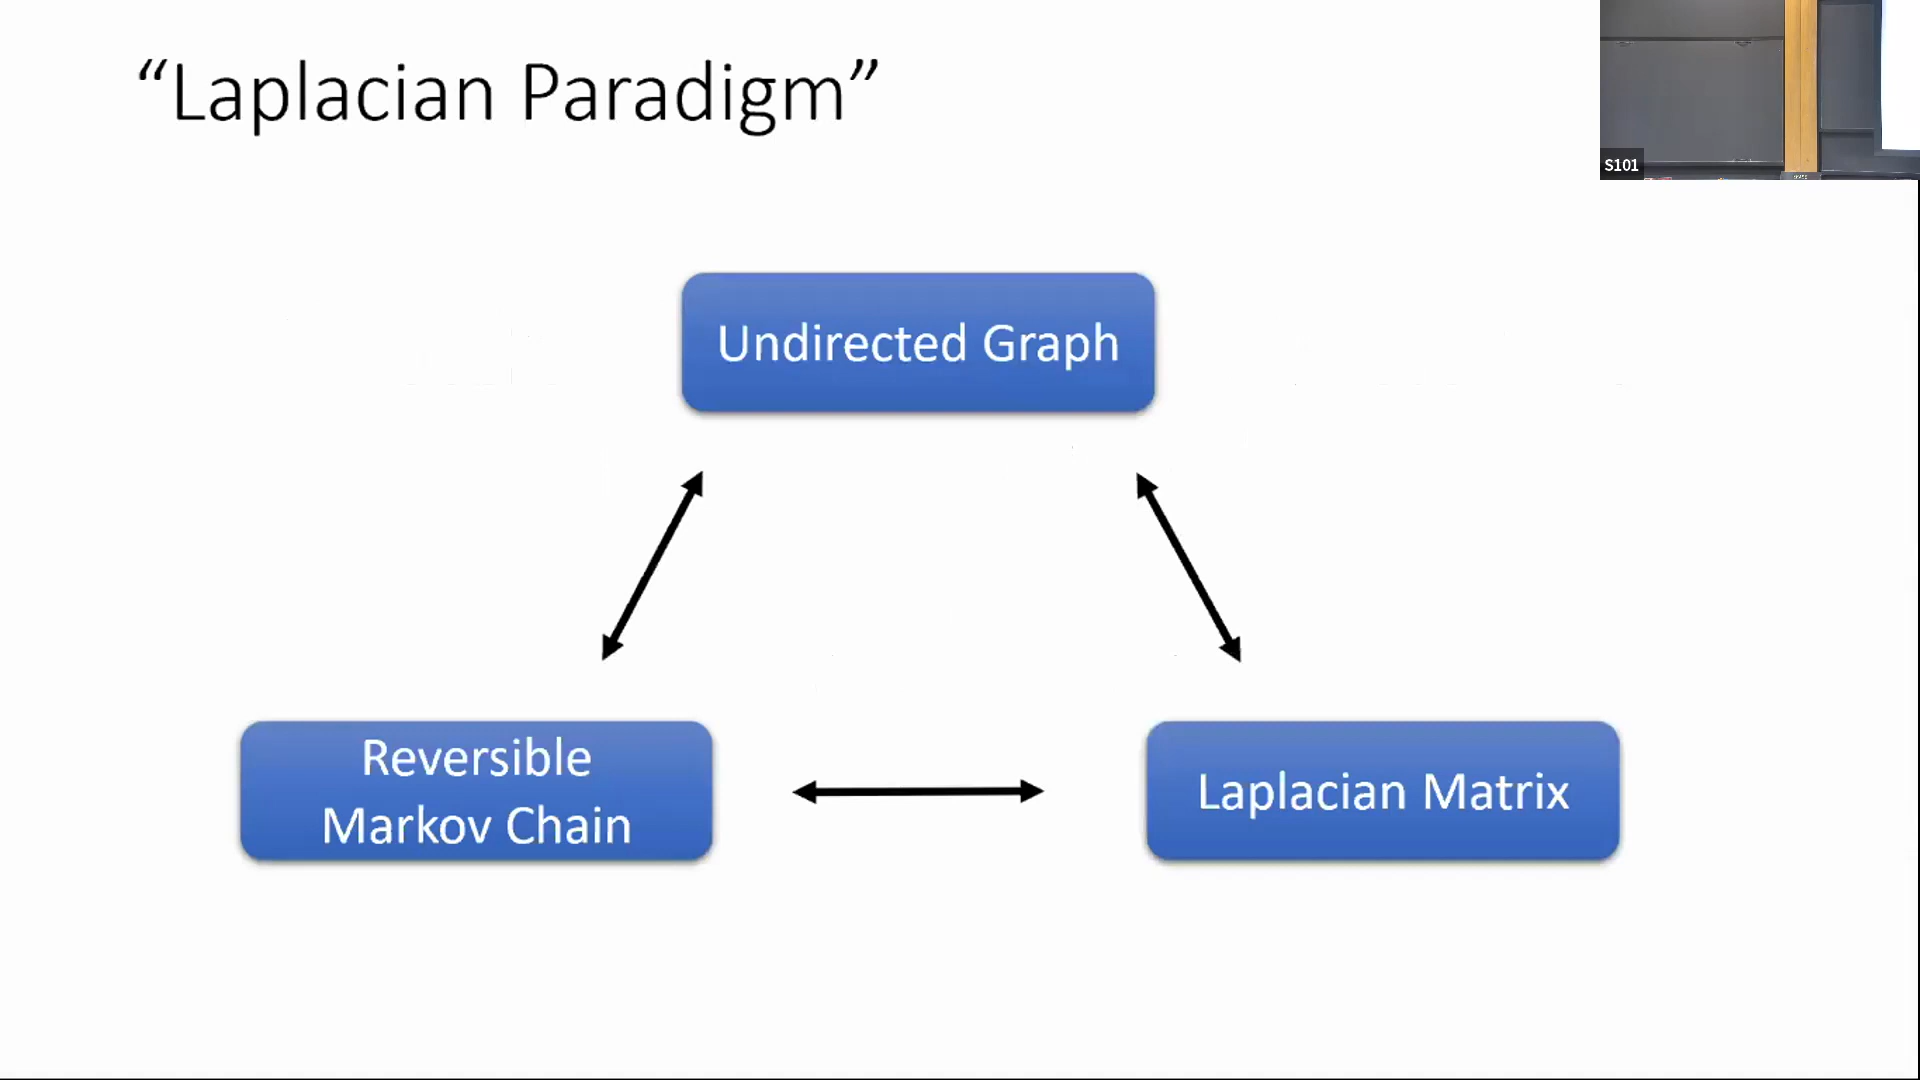 “Laplacian Paradigm”
S101
Undirected Graph
Reversible
Markov Chain
Laplacian Matrix